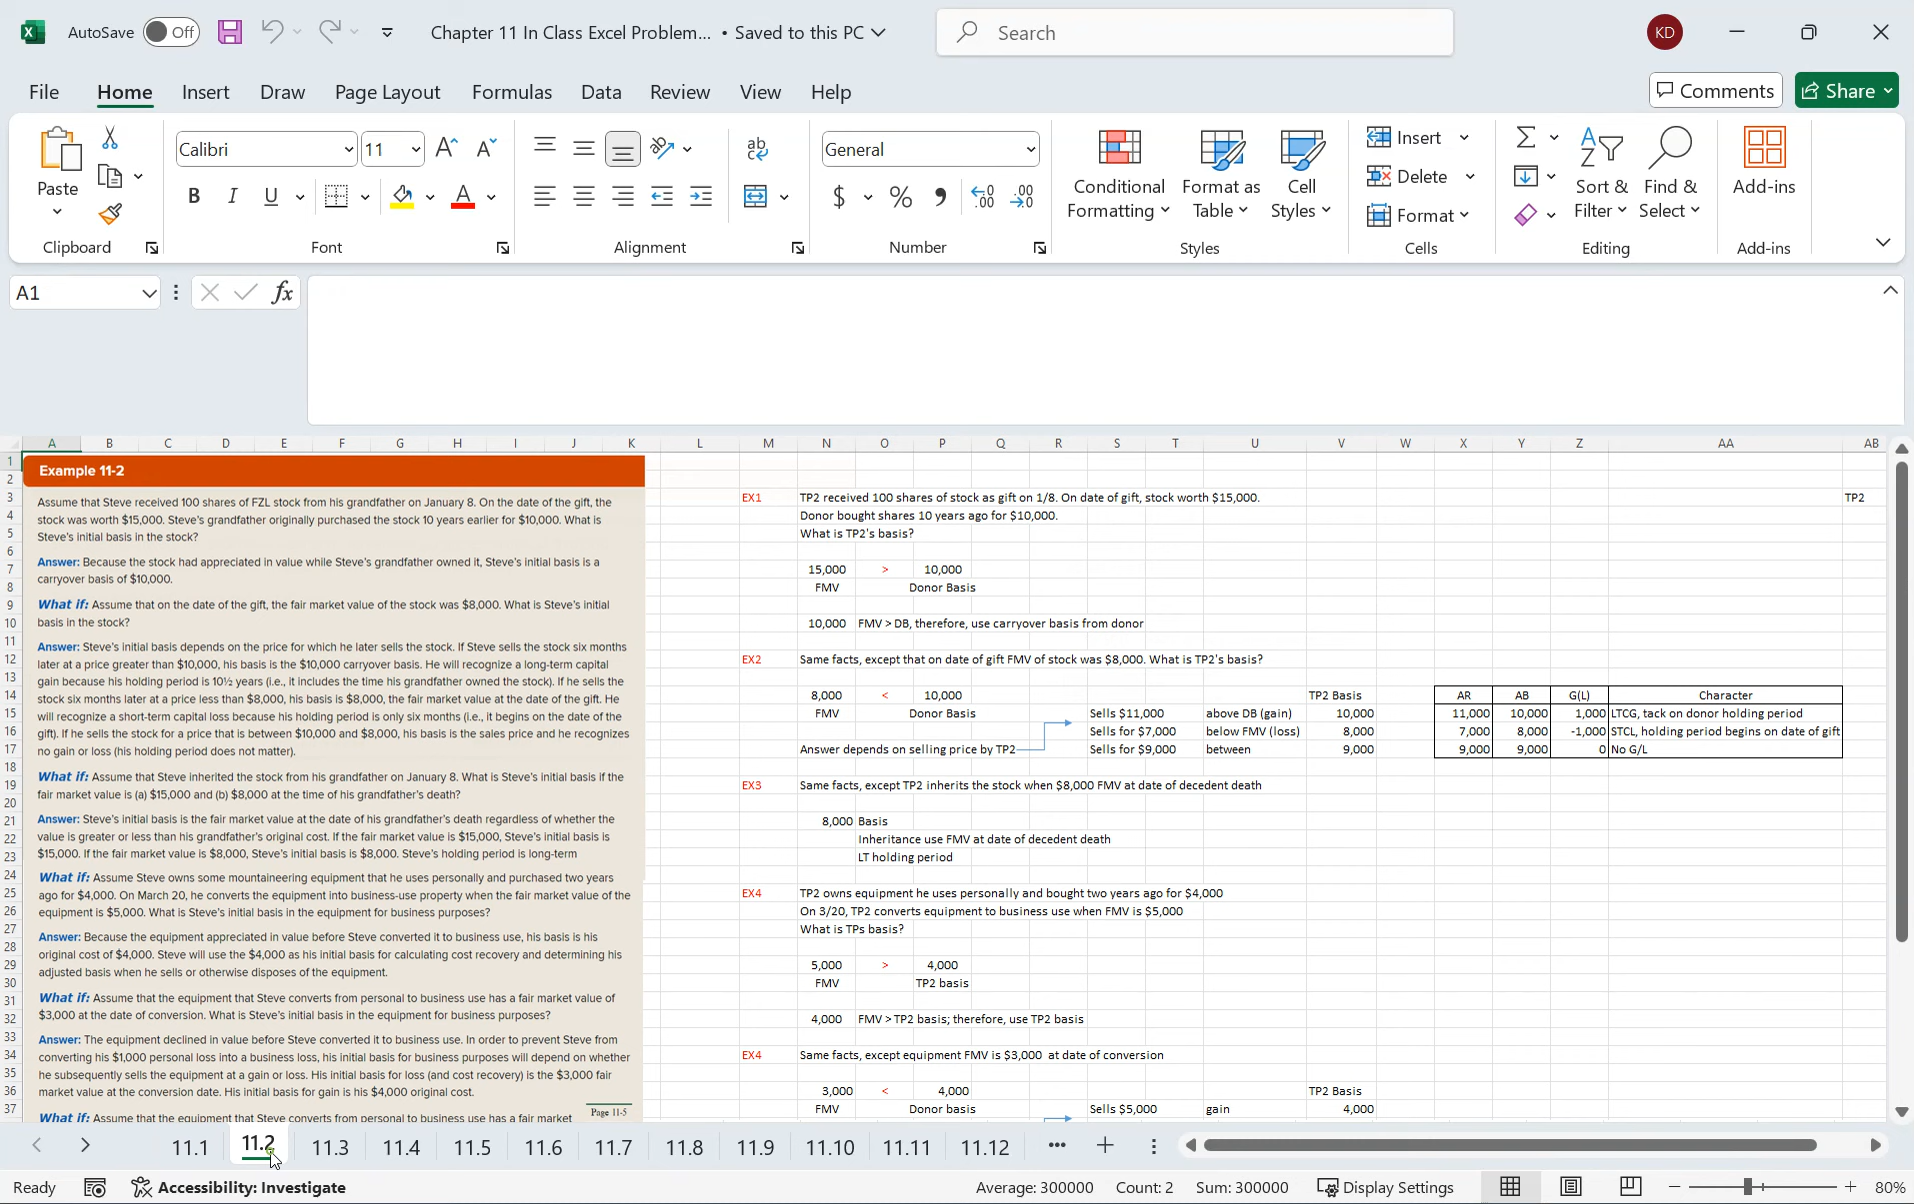 AutoSave Off Chapter 11 In Class Excel Problem... • Saved to this PC Search KD
File Home Insert Draw Page Layout Formulas Data Review View Help Comments Share
Paste Calibri 11 General Conditional Formatting Format as Table Cell Styles Insert Delete Format Sort & Filter Find & Select Add-ins
Clipboard Font Alignment Number Styles Cells Editing Add-ins
A1 fx
A B C D E F G H I J K L M N O P Q R S T U V W X Y Z AA AB
Example 11-2
Assume that Steve received 100 shares of FZL stock from his grandfather on January 8. On the date of the gift, the
stock was worth $15,000. Steve's grandfather originally purchased the stock 10 years earlier for $10,000. What is
Steve's initial basis in the stock?
Answer: Because the stock had appreciated in value while Steve's grandfather owned it, Steve's initial basis is a
carryover basis of $10,000.
What if: Assume that on the date of the gift, the fair market value of the stock was $8,000. What is Steve's initial
basis in the stock?
Answer: Steve's initial basis depends on the price for which he later sells the stock. If Steve sells the stock six months
later at a price greater than $10,000, his basis is the $10,000 carryover basis. He will recognize a long-term capital
gain because his holding period is 10½ years (i.e., it includes the time his grandfather owned the stock). If he sells the
stock six months later at a price less than $8,000, his basis is $8,000, the fair market value at the date of the gift. He
will recognize a short-term capital loss because his holding period is only six months (i.e., it begins on the date of the
gift). If he sells the stock for a price that is between $10,000 and $8,000, his basis is the sales price and he recognizes
no gain or loss (his holding period does not matter).
What if: Assume that Steve inherited the stock from his grandfather on January 8. What is Steve's initial basis if the
fair market value is (a) $15,000 and (b) $8,000 at the time of his grandfather's death?
Answer: Steve's initial basis is the fair market value at the date of his grandfather's death regardless of whether the
value is greater or less than his grandfather's original cost. If the fair market value is $15,000, Steve's initial basis is
$15,000. If the fair market value is $8,000, Steve's initial basis is $8,000. Steve's holding period is long-term
What if: Assume Steve owns some mountaineering equipment that he uses personally and purchased two years
ago for $4,000. On March 20, he converts the equipment into business-use property when the fair market value of the
equipment is $5,000. What is Steve's initial basis in the equipment for business purposes?
Answer: Because the equipment appreciated in value before Steve converted it to business use, his basis is his
original cost of $4,000. Steve will use the $4,000 as his initial basis for calculating cost recovery and determining his
adjusted basis when he sells or otherwise disposes of the equipment.
What if: Assume that the equipment that Steve converts from personal to business use has a fair market value of
$3,000 at the date of conversion. What is Steve's initial basis in the equipment for business purposes?
Answer: The equipment declined in value before Steve converted it to business use. In order to prevent Steve from
converting his $1,000 personal loss into a business loss, his initial basis for business purposes will depend on whether
he subsequently sells the equipment at a gain or loss. His initial basis for loss (and cost recovery) is the $3,000 fair
market value at the conversion date. His initial basis for gain is his $4,000 original cost.
What if: Assume that the equipment that Steve converts from personal to business use has a fair market
Page 11-5
EX1 TP2 received 100 shares of stock as gift on 1/8. On date of gift, stock worth $15,000. TP2
Donor bought shares 10 years ago for $10,000.
What is TP2's basis?
15,000 > 10,000
FMV Donor Basis
10,000 FMV > DB, therefore, use carryover basis from donor
EX2 Same facts, except that on date of gift FMV of stock was $8,000. What is TP2's basis?
8,000 < 10,000 TP2 Basis AR AB G(L) Character
FMV Donor Basis Sells $11,000 above DB (gain) 10,000 11,000 10,000 1,000 LTCG, tack on donor holding period
Sells for $7,000 below FMV (loss) 8,000 7,000 8,000 -1,000 STCL, holding period begins on date of gift
Answer depends on selling price by TP2 Sells for $9,000 between 9,000 9,000 9,000 0 No G/L
EX3 Same facts, except TP2 inherits the stock when $8,000 FMV at date of decedent death
8,000 Basis
Inheritance use FMV at date of decedent death
LT holding period
EX4 TP2 owns equipment he uses personally and bought two years ago for $4,000
On 3/20, TP2 converts equipment to business use when FMV is $5,000
What is TPs basis?
5,000 > 4,000
FMV TP2 basis
4,000 FMV > TP2 basis; therefore, use TP2 basis
EX4 Same facts, except equipment FMV is $3,000 at date of conversion
3,000 < 4,000 TP2 Basis
FMV Donor basis Sells $5,000 gain 4,000
1
2
3
4
5
6
7
8
9
10
11
12
13
14
15
16
17
18
19
20
21
22
23
24
25
26
27
28
29
30
31
32
33
34
35
36
37
11.1 11.2 11.3 11.4 11.5 11.6 11.7 11.8 11.9 11.10 11.11 11.12 ...
Ready Accessibility: Investigate Average: 300000 Count: 2 Sum: 300000 Display Settings 80%